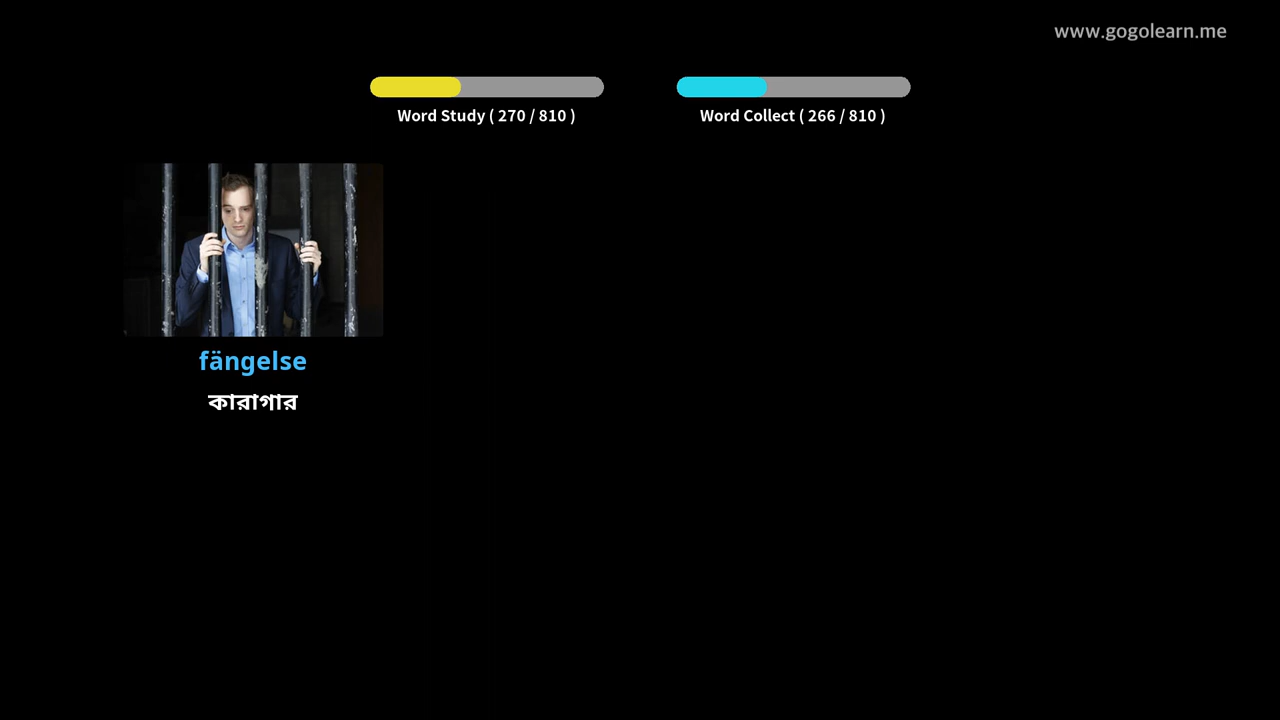 www.gogolearn.me
Word Study ( 270 / 810 )
Word Collect ( 266 / 810 )
fängelse
কারাগার